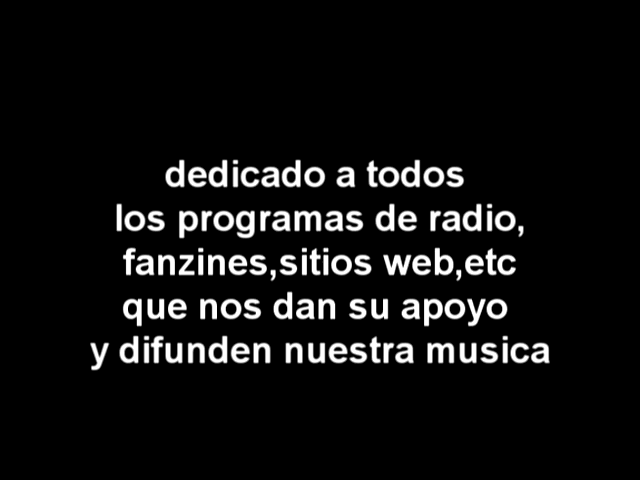 dedicado a todos
los programas de radio,
fanzines,sitios web,etc
que nos dan su apoyo
y difunden nuestra musica